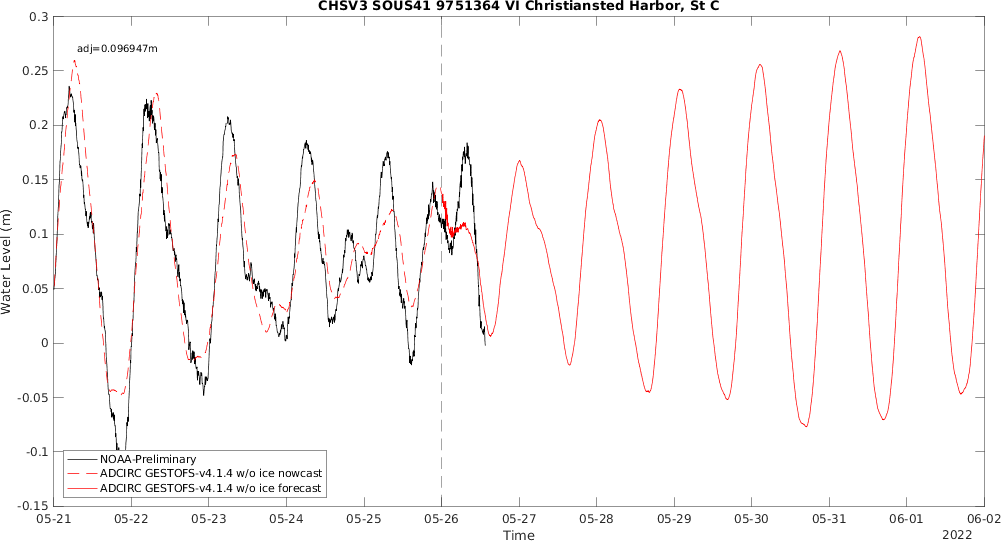 CHSV3 SOUS41 9751364 VI Christiansted Harbor, St C
adj=0.096947m
Water Level (m)
0.3
0.25
0.2
0.15
0.1
0.05
0
-0.05
-0.1
-0.15
NOAA-Preliminary
ADCIRC GESTOFS-v4.1.4 w/o ice nowcast
ADCIRC GESTOFS-v4.1.4 w/o ice forecast
05-21 05-22 05-23 05-24 05-25 05-26 05-27 05-28 05-29 05-30 05-31 06-01 06-02
Time
2022